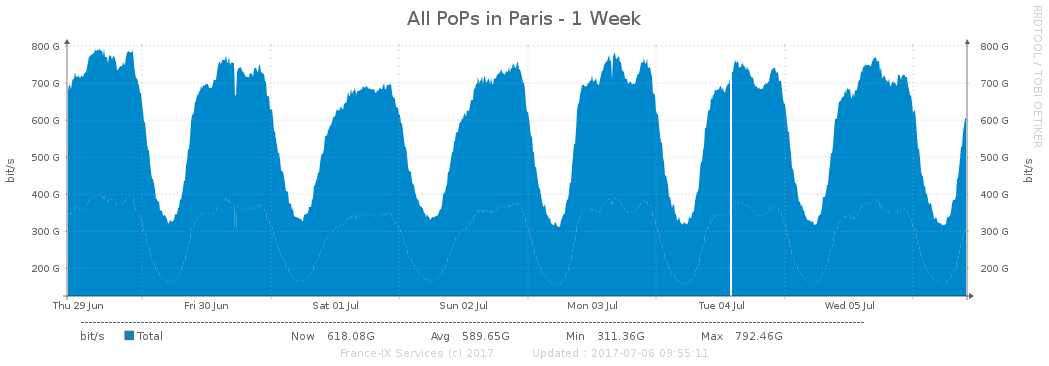 All PoPs in Paris - 1 Week
RRDTOOL / TOBI OETIKER
bit/s
800 G
700 G
600 G
500 G
400 G
300 G
200 G
800 G
700 G
600 G
500 G
400 G
300 G
200 G
bit/s
Thu 29 Jun Fri 30 Jun Sat 01 Jul Sun 02 Jul Mon 03 Jul Tue 04 Jul Wed 05 Jul
bit/s Total Now 618.08G Avg 589.65G Min 311.36G Max 792.46G
France-IX Services (c) 2017 Updated : 2017-07-06 09:55:11